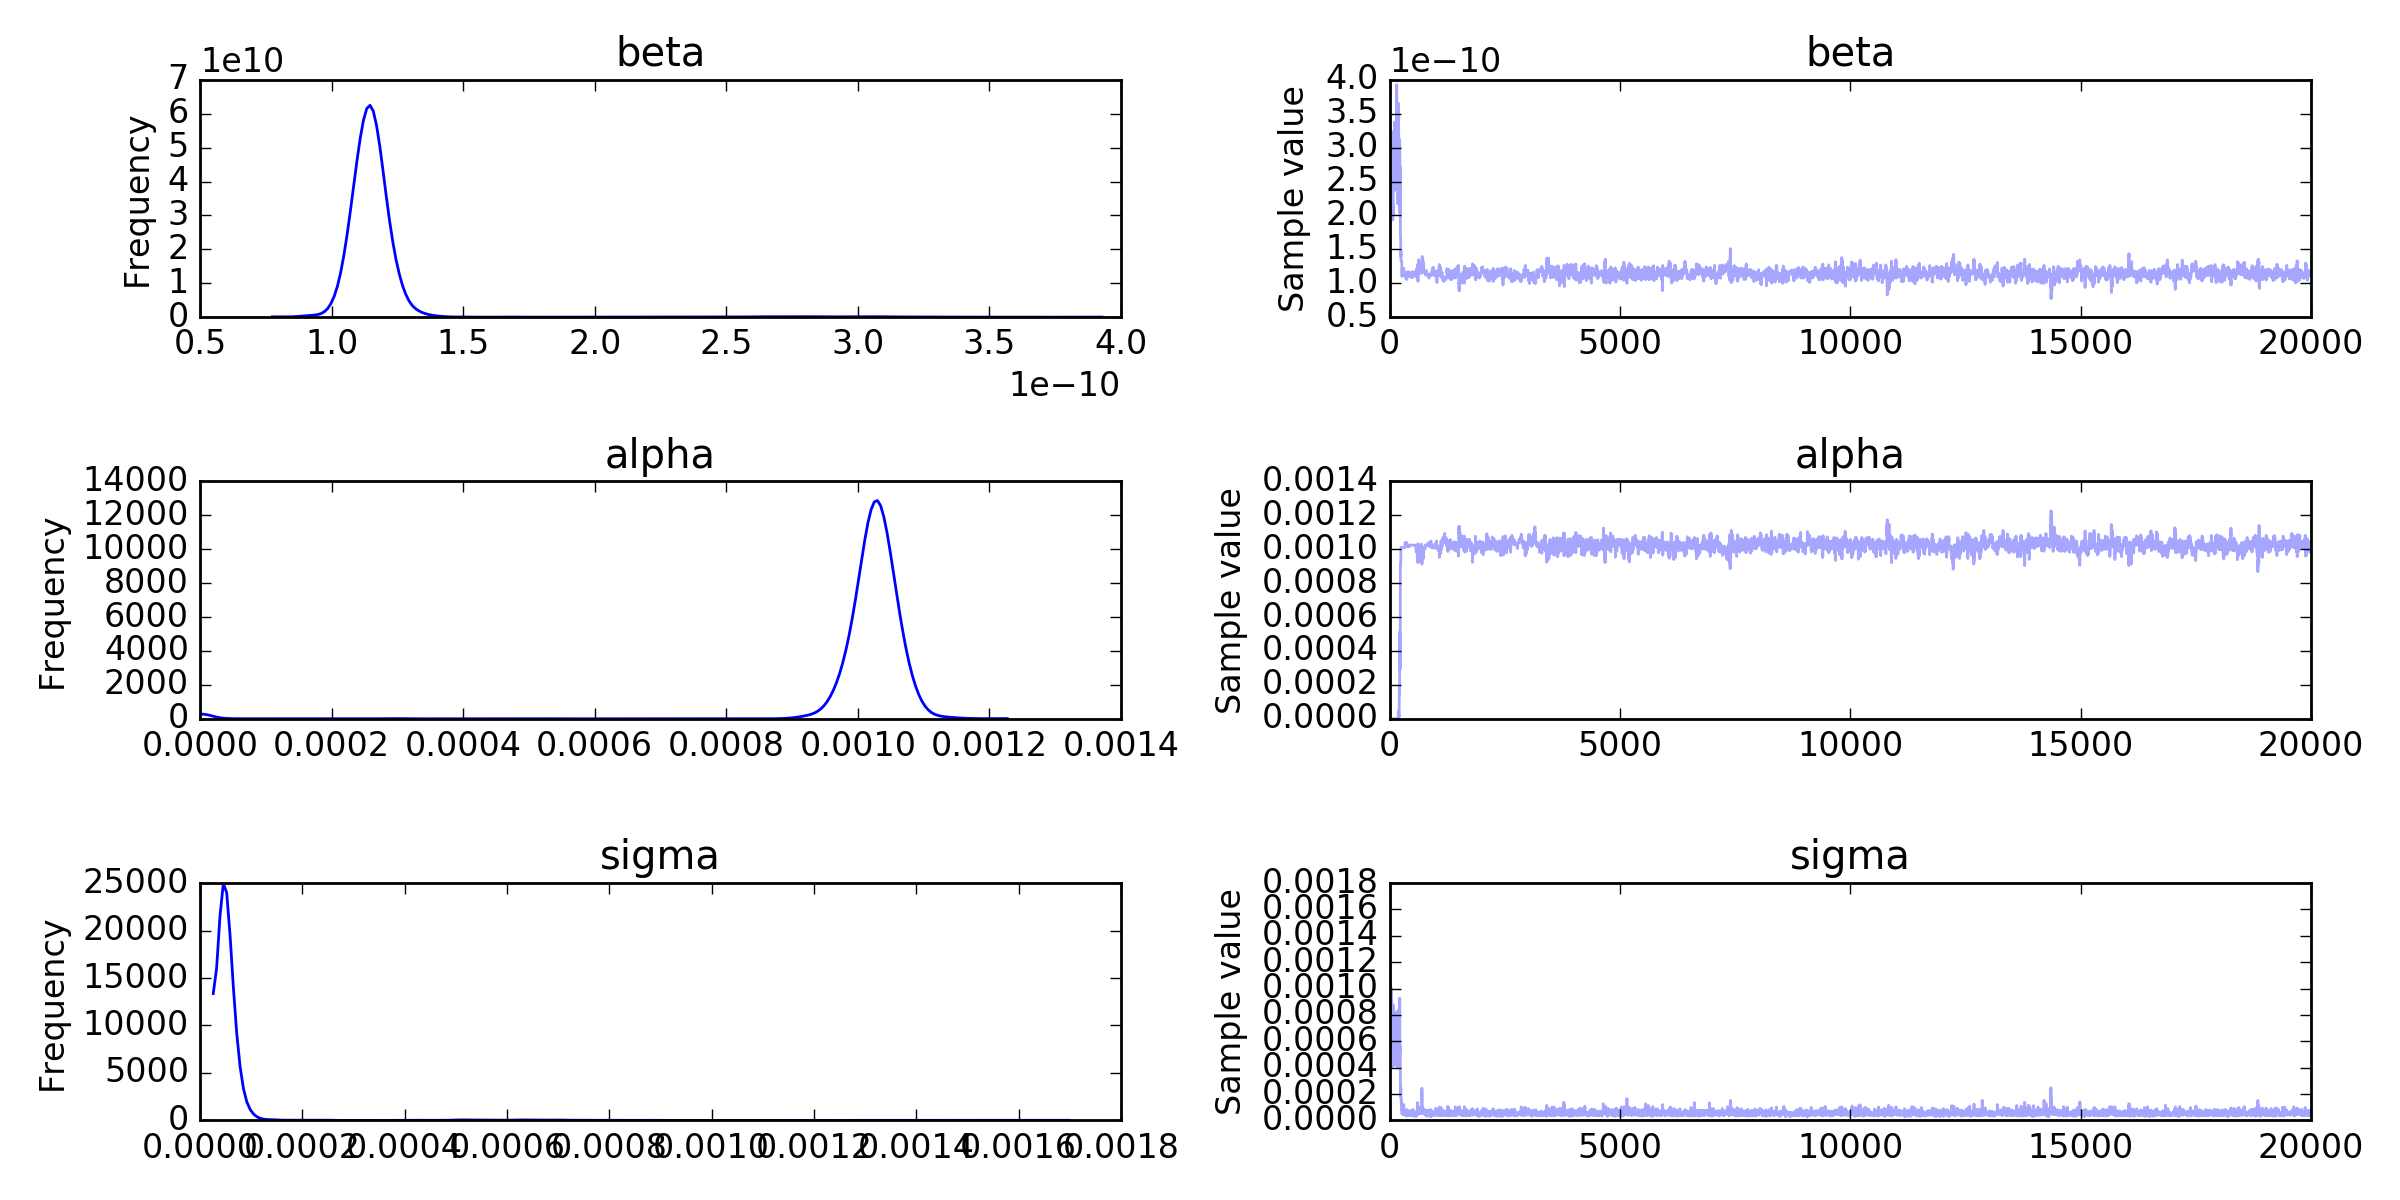 beta
1e10
7
6
5
4
3
2
1
0
Frequency
0.5 1.0 1.5 2.0 2.5 3.0 3.5 4.0
1e−10
beta
1e−10
4.0
3.5
3.0
2.5
2.0
1.5
1.0
0.5
Sample value
0 5000 10000 15000 20000
alpha
14000
12000
10000
8000
6000
4000
2000
0
Frequency
0.0000 0.0002 0.0004 0.0006 0.0008 0.0010 0.0012 0.0014
alpha
0.0014
0.0012
0.0010
0.0008
0.0006
0.0004
0.0002
0.0000
Sample value
0 5000 10000 15000 20000
sigma
25000
20000
15000
10000
5000
0
Frequency
0.0000 0.0002 0.0004 0.0006 0.0008 0.0010 0.0012 0.0014 0.0016 0.0018
sigma
0.0018
0.0016
0.0014
0.0012
0.0010
0.0008
0.0006
0.0004
0.0002
0.0000
Sample value
0 5000 10000 15000 20000